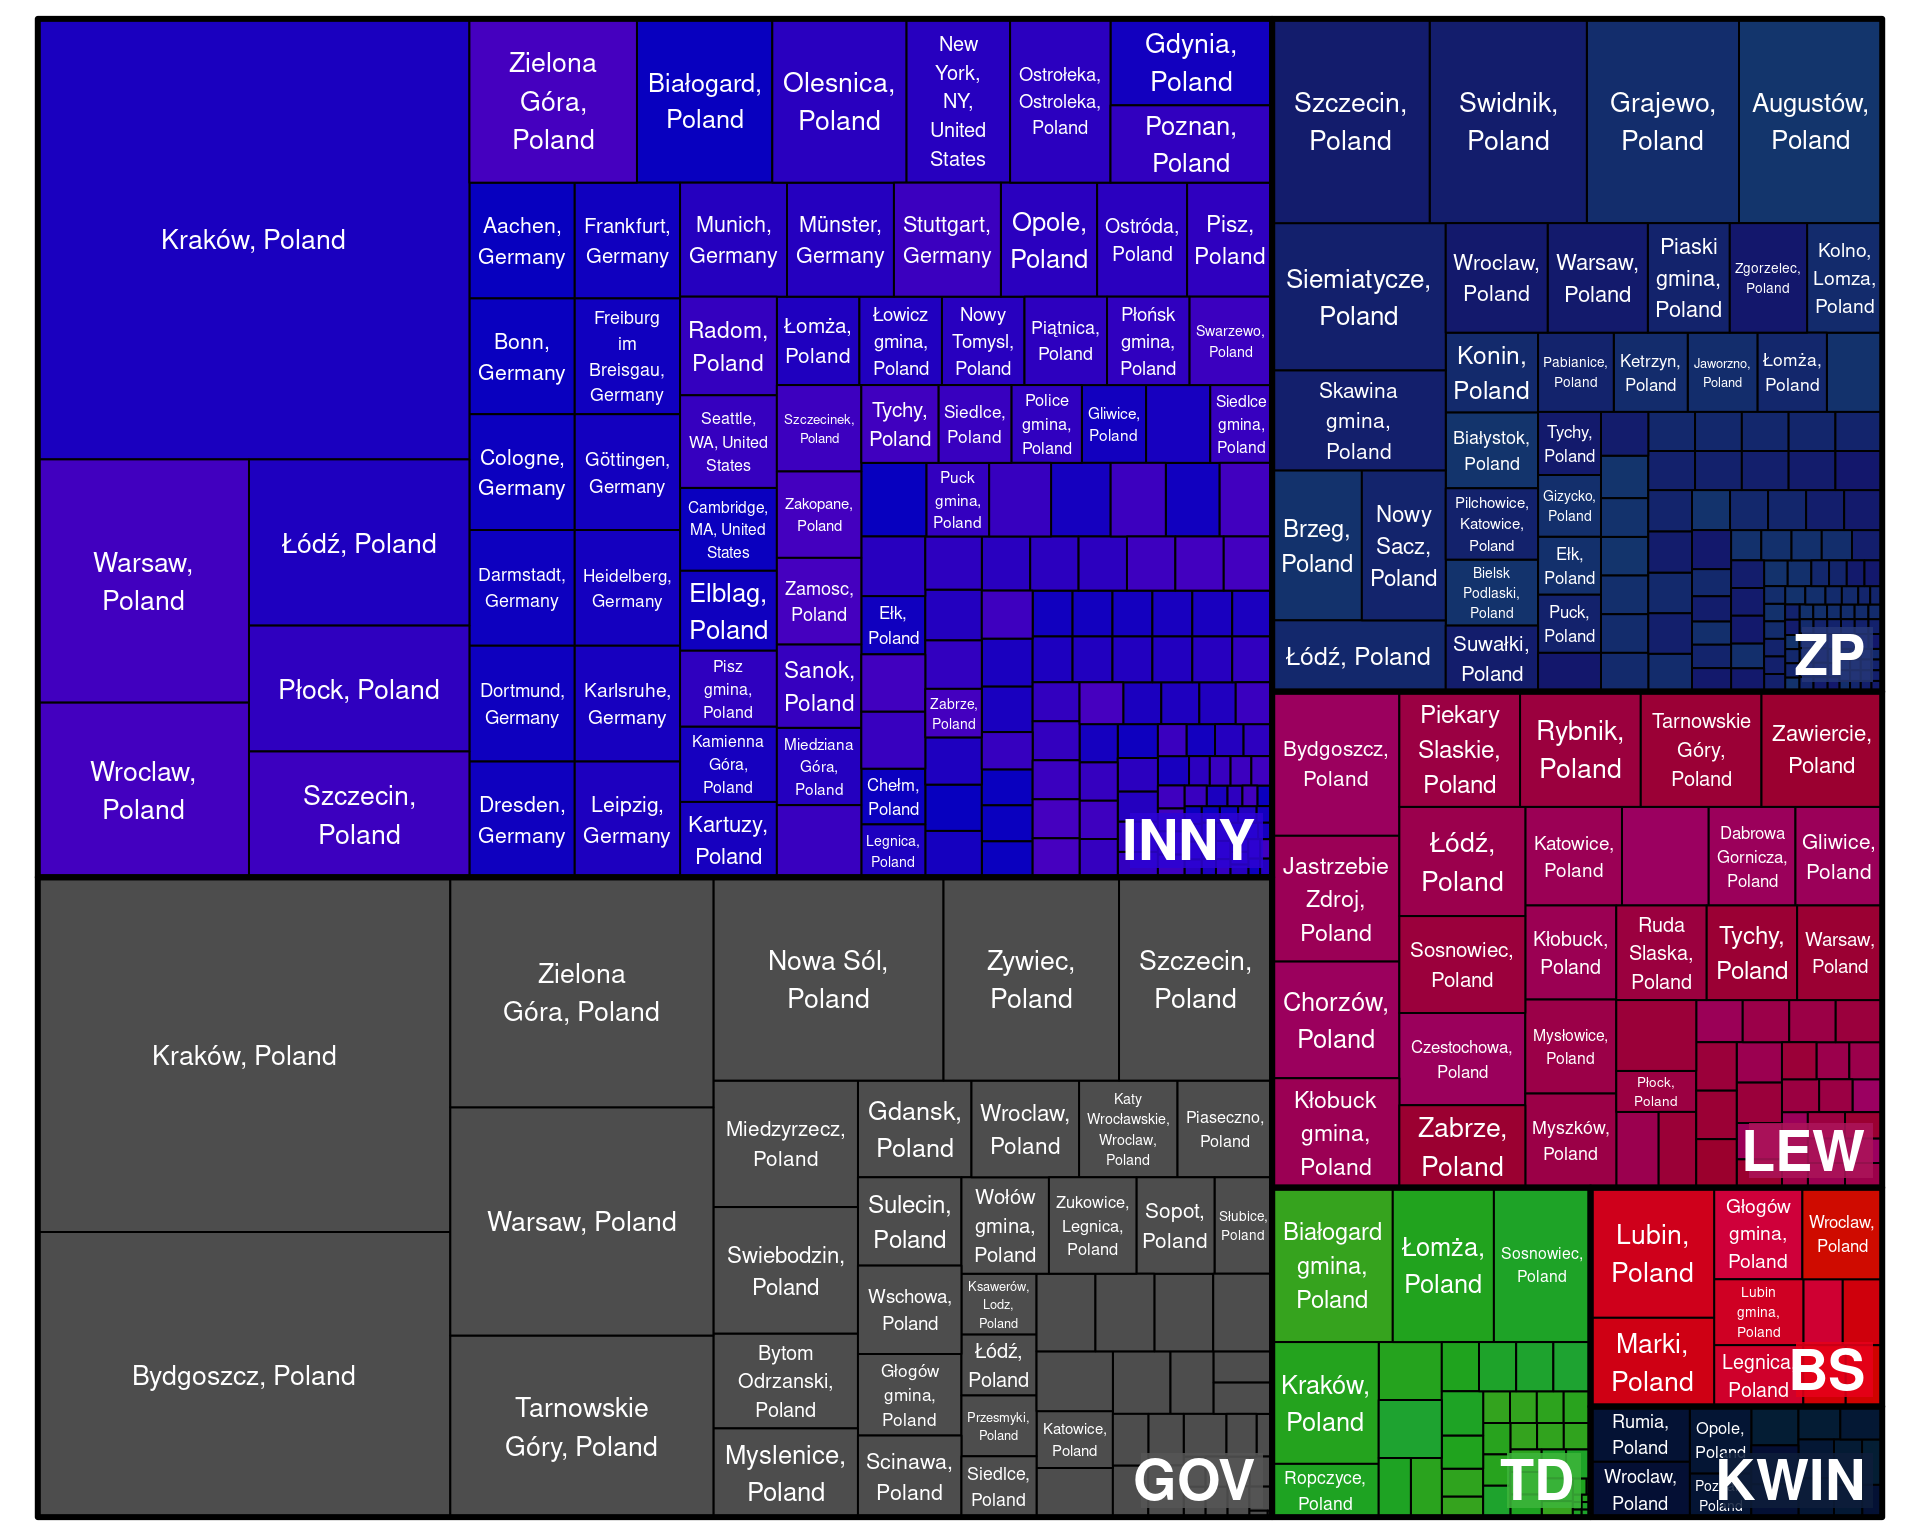 Kraków, Poland
Warsaw,
Poland
Wroclaw,
Poland
Łódź, Poland
Płock, Poland
Szczecin,
Poland
Zielona
Góra,
Poland
Białogard,
Poland
Olesnica,
Poland
New
York,
NY,
United
States
Ostrołeka,
Ostroleka,
Poland
Gdynia,
Poland
Poznan,
Poland
Aachen,
Germany
Bonn,
Germany
Cologne,
Germany
Darmstadt,
Germany
Dortmund,
Germany
Dresden,
Germany
Frankfurt,
Germany
Freiburg
im
Breisgau,
Germany
Göttingen,
Germany
Heidelberg,
Germany
Karlsruhe,
Germany
Leipzig,
Germany
Munich,
Germany
Münster,
Germany
Stuttgart,
Germany
Opole,
Poland
Ostróda,
Poland
Pisz,
Poland
Radom,
Poland
Seattle,
WA, United
States
Cambridge,
MA, United
States
Elblag,
Poland
Pisz
gmina,
Poland
Kamienna
Góra,
Poland
Kartuzy,
Poland
Łomża,
Poland
Łowicz
gmina,
Poland
Nowy
Tomysl,
Poland
Piątnica,
Poland
Płońsk
gmina,
Poland
Swarzewo,
Poland
Szczecinek,
Poland
Zakopane,
Poland
Zamosc,
Poland
Sanok,
Poland
Miedziana
Góra,
Poland
Tychy,
Poland
Siedlce,
Poland
Police
gmina,
Poland
Gliwice,
Poland
Siedlce
gmina,
Poland
Puck
gmina,
Poland
Ełk,
Poland
Zabrze,
Poland
Chełm,
Poland
Legnica,
Poland
INNY
Szczecin,
Poland
Swidnik,
Poland
Grajewo,
Poland
Augustów,
Poland
Siemiatycze,
Poland
Skawina
gmina,
Poland
Brzeg,
Poland
Nowy
Sacz,
Poland
Łódź, Poland
Wroclaw,
Poland
Warsaw,
Poland
Piaski
gmina,
Poland
Zgorzelec,
Poland
Kolno,
Lomza,
Poland
Konin,
Poland
Pabianice,
Poland
Ketrzyn,
Poland
Jaworzno,
Poland
Łomża,
Poland
Białystok,
Poland
Pilchowice,
Katowice,
Poland
Bielsk
Podlaski,
Poland
Suwałki,
Poland
Tychy,
Poland
Gizycko,
Poland
Ełk,
Poland
Puck,
Poland
ZP
Kraków, Poland
Bydgoszcz, Poland
Zielona
Góra, Poland
Warsaw, Poland
Tarnowskie
Góry, Poland
Nowa Sól,
Poland
Zywiec,
Poland
Szczecin,
Poland
Miedzyrzecz,
Poland
Swiebodzin,
Poland
Bytom
Odrzanski,
Poland
Myslenice,
Poland
Gdansk,
Poland
Wroclaw,
Poland
Katy
Wrocławskie,
Wroclaw,
Poland
Piaseczno,
Poland
Sulecin,
Poland
Wschowa,
Poland
Głogów
gmina,
Poland
Scinawa,
Poland
Wołów
gmina,
Poland
Zukowice,
Legnica,
Poland
Sopot,
Poland
Słubice,
Poland
Ksawerów,
Lodz,
Poland
Łódź,
Poland
Przesmyki,
Poland
Siedlce,
Poland
Katowice,
Poland
GOV
Bydgoszcz,
Poland
Jastrzebie
Zdroj,
Poland
Chorzów,
Poland
Kłobuck
gmina,
Poland
Piekary
Slaskie,
Poland
Rybnik,
Poland
Tarnowskie
Góry,
Poland
Zawiercie,
Poland
Łódź,
Poland
Sosnowiec,
Poland
Czestochowa,
Poland
Zabrze,
Poland
Katowice,
Poland
Dabrowa
Gornicza,
Poland
Gliwice,
Poland
Kłobuck,
Poland
Ruda
Slaska,
Poland
Tychy,
Poland
Warsaw,
Poland
Mysłowice,
Poland
Myszków,
Poland
Płock,
Poland
LEW
Białogard
gmina,
Poland
Łomża,
Poland
Sosnowiec,
Poland
Kraków,
Poland
Ropczyce,
Poland
TD
Lubin,
Poland
Marki,
Poland
Głogów
gmina,
Poland
Wroclaw,
Poland
Lubin
gmina,
Poland
Legnica
Poland
BS
Rumia,
Poland
Wroclaw,
Poland
Opole,
Poland
Poz
Poland
KWIN